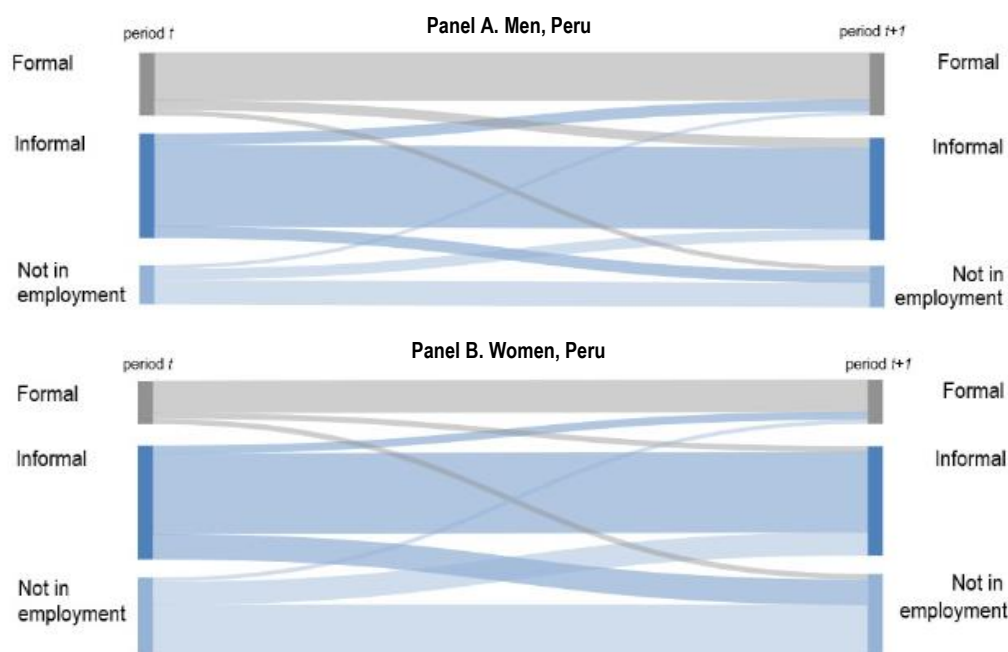 Panel A. Men, Peru
period t
period t+1
Formal
Formal
Informal
Informal
Not in
employment
Not in
employment
Panel B. Women, Peru
period t
period t+1
Formal
Formal
Informal
Informal
Not in
employment
Not in
employment